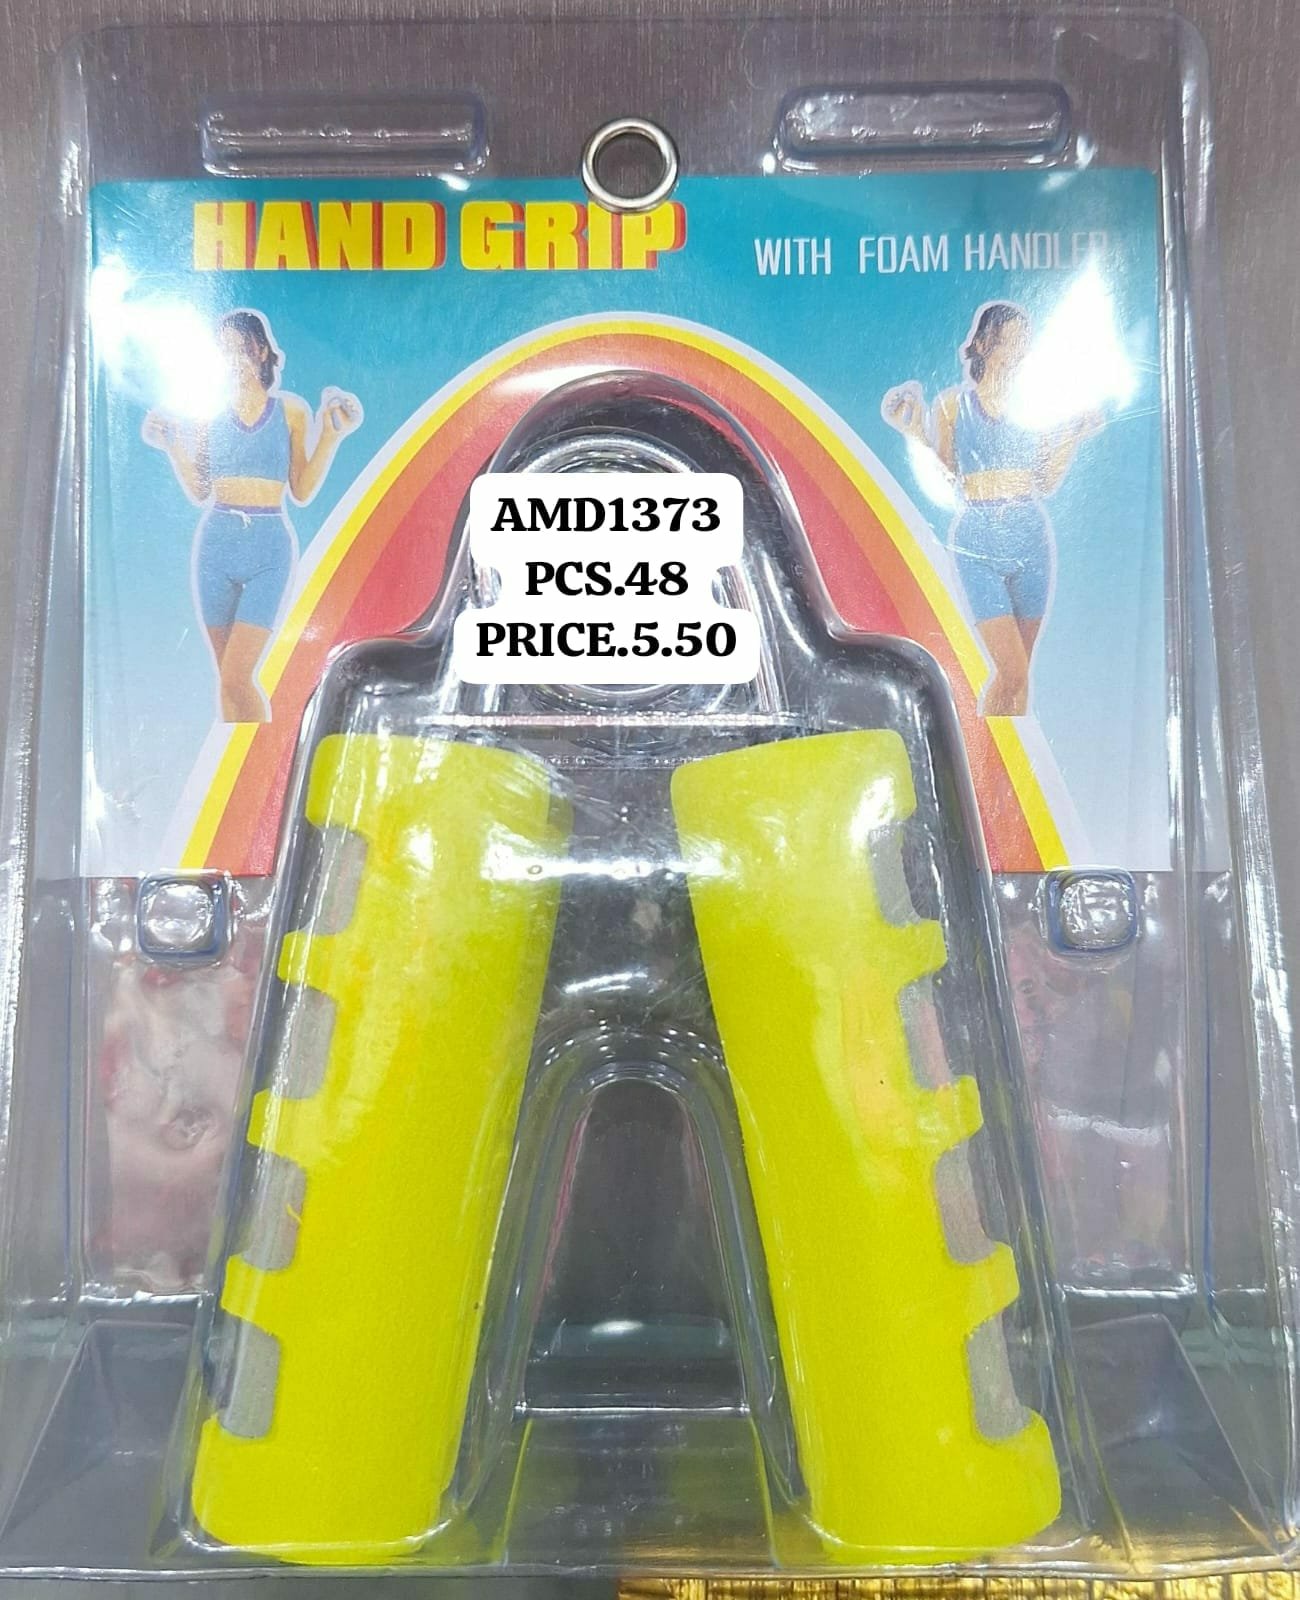 HAND GRIP
WITH FOAM HANDLER
AMD1373
PCS.48
PRICE.5.50